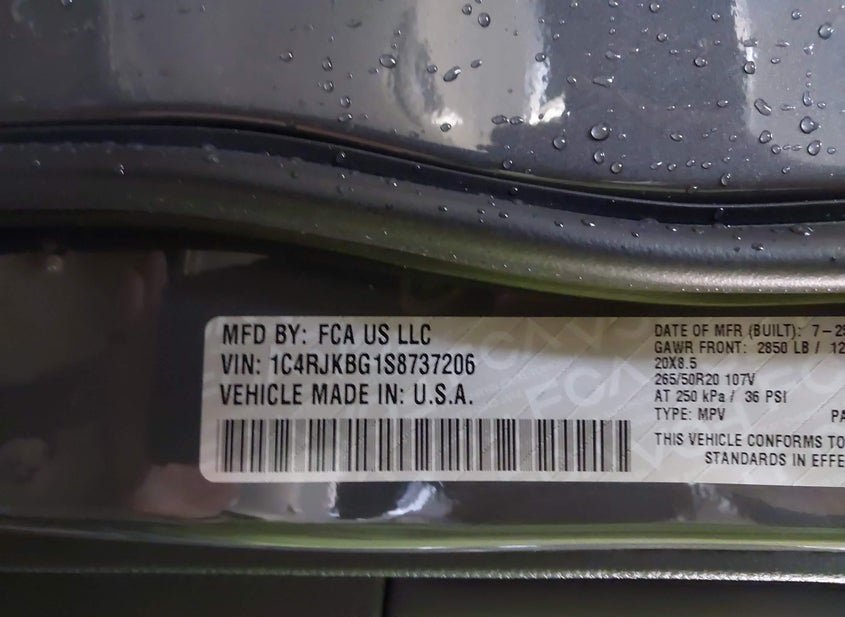 MFD BY: FCA US LLC
VIN: 1C4RJKBG1S8737206
VEHICLE MADE IN: U.S.A.
DATE OF MFR (BUILT): 7-
GAWR FRONT: 2850 LB / 12
20X8.5
265/50R20 107V
AT 250 kPa / 36 PSI
TYPE: MPV
THIS VEHICLE CONFORMS TO
STANDARDS IN